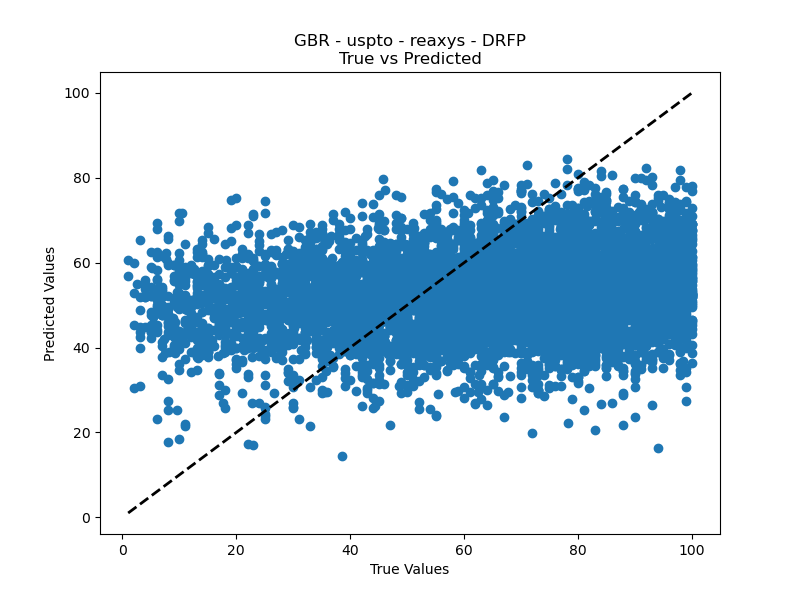 GBR - uspto - reaxys - DRFP
True vs Predicted
100
80
60
40
20
0
Predicted Values
0 20 40 60 80 100
True Values